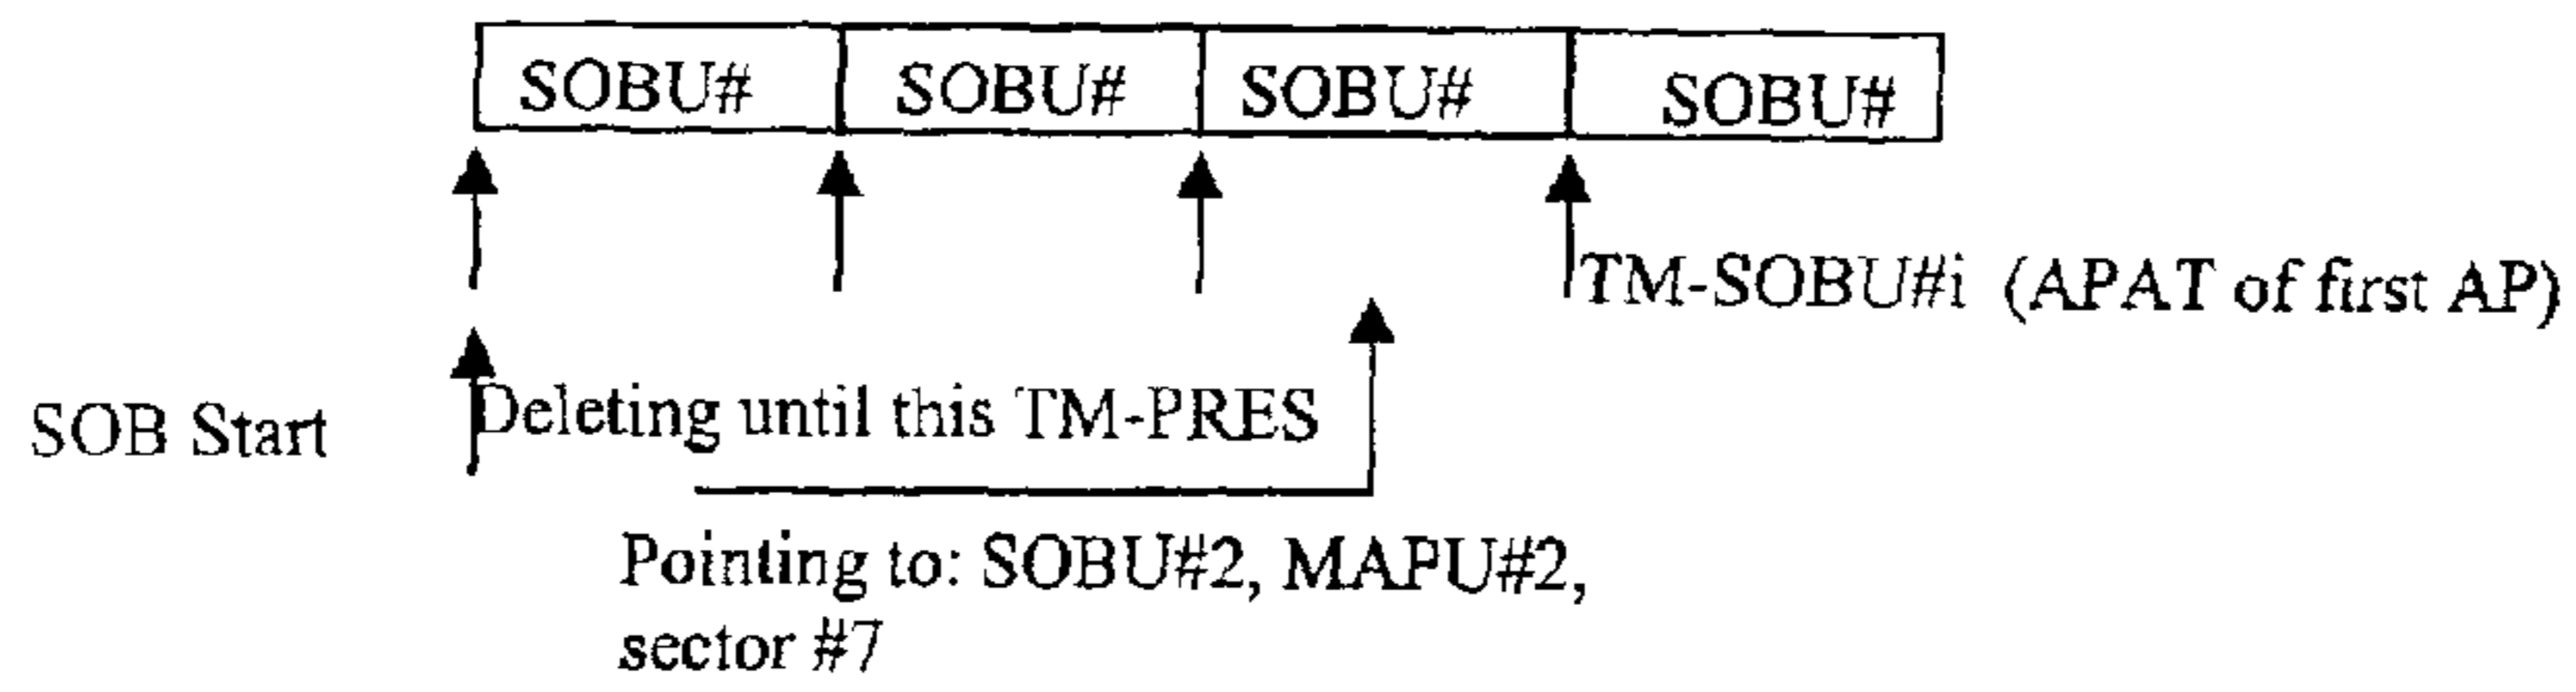 SOBU# SOBU# SOBU# SOBU#
TM-SOBU#i (APAT of first AP)
SOB Start Deleting until this TM-PRES
Pointing to: SOBU#2, MAPU#2,
sector #7